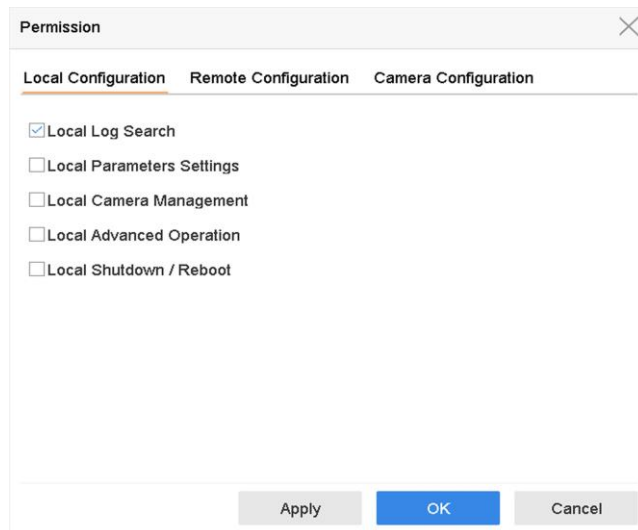 Permission
Local Configuration Remote Configuration Camera Configuration
Local Log Search
Local Parameters Settings
Local Camera Management
Local Advanced Operation
Local Shutdown / Reboot
Apply OK Cancel